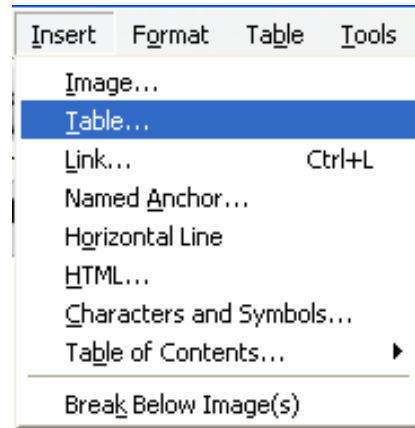 Insert Format Table Tools
Image...
Table...
Link... Ctrl+L
Named Anchor...
Horizontal Line
HTML...
Characters and Symbols...
Table of Contents...
Break Below Image(s)